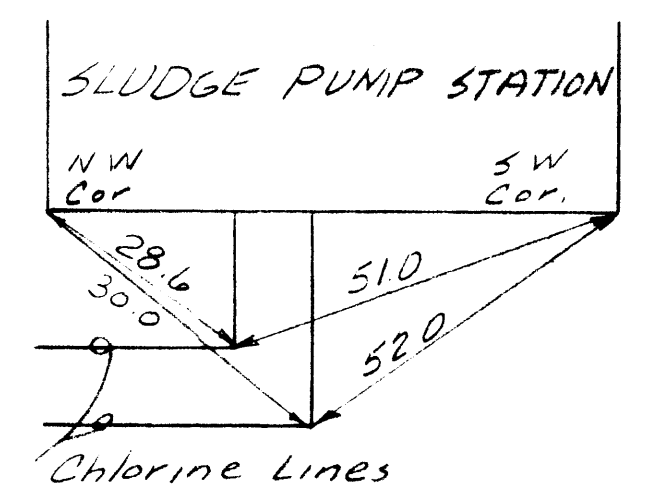 SLUDGE PUMP STATION
NW
Cor
SW
Cor.
28.6
30.0
51.0
52.0
Chlorine Lines